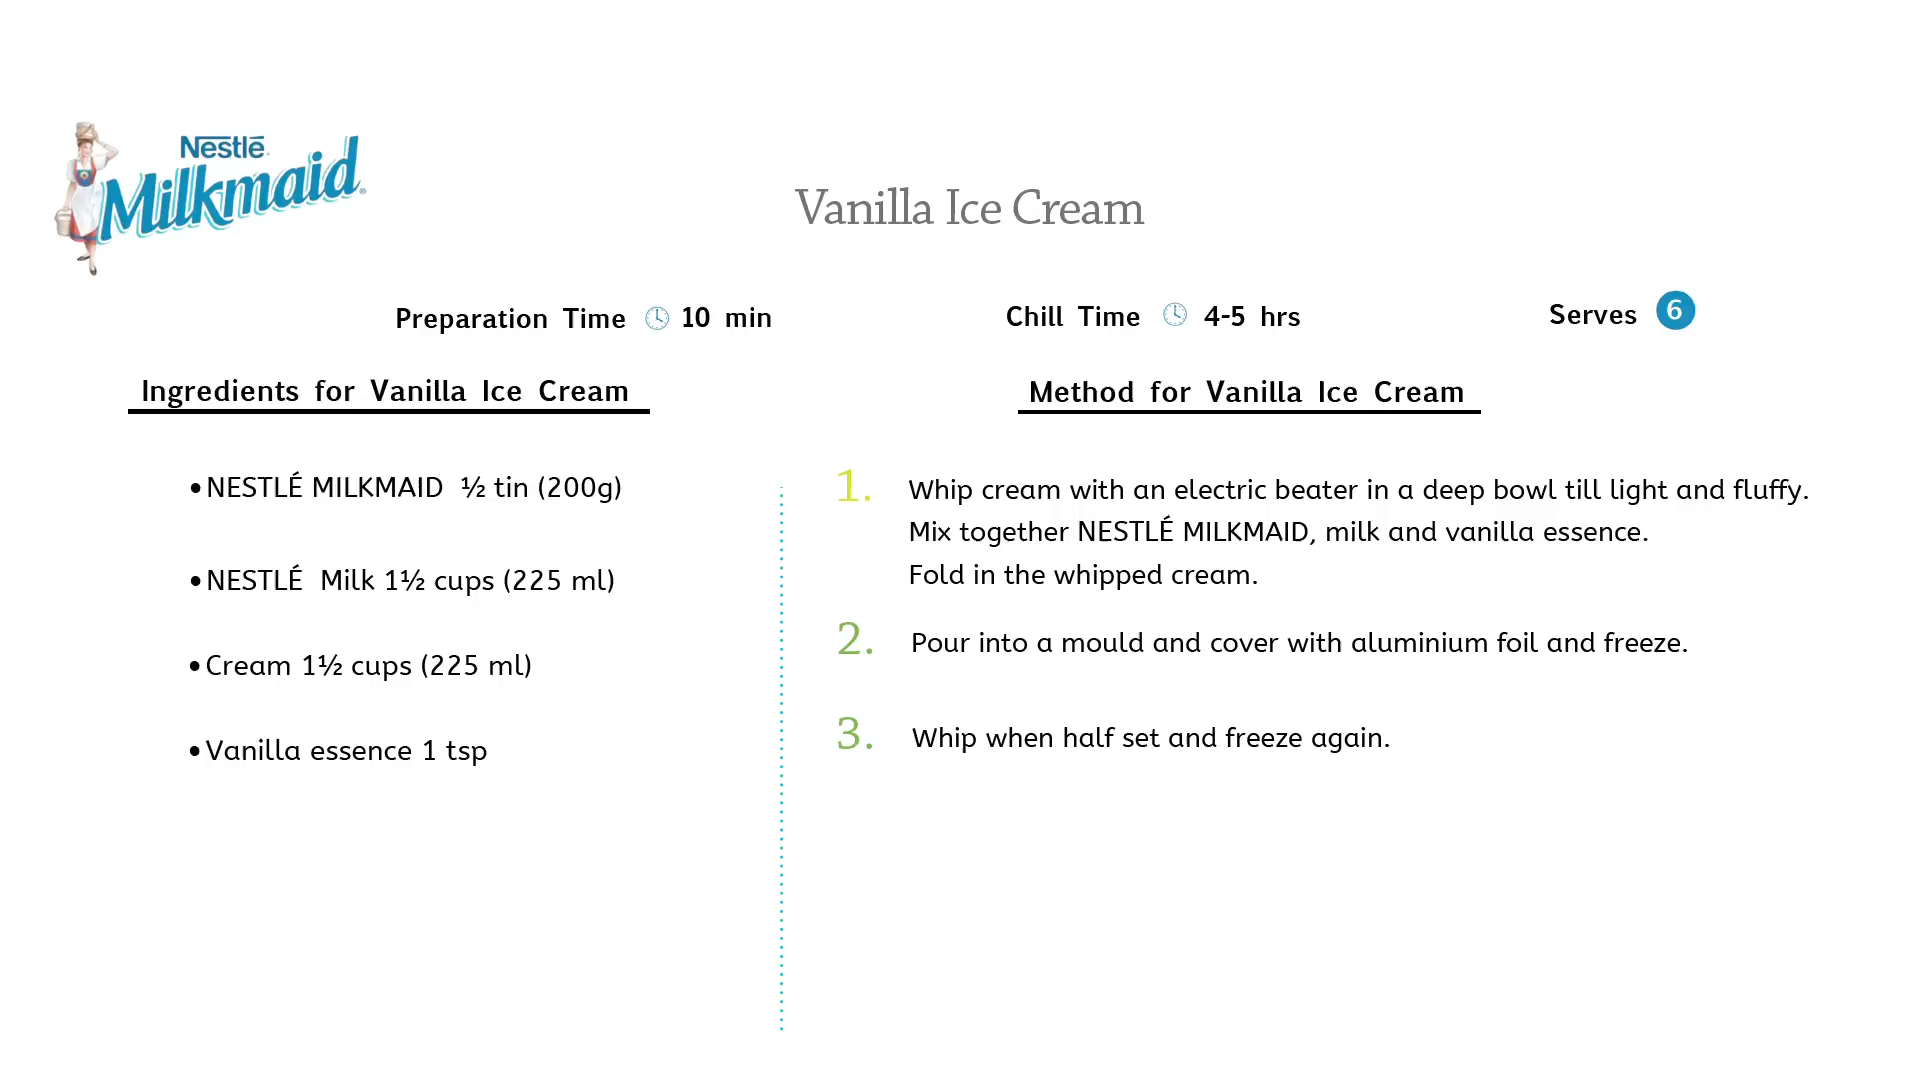 Nestlé
Milkmaid
Vanilla Ice Cream
Preparation Time 10 min
Chill Time 4-5 hrs
Serves 6
Ingredients for Vanilla Ice Cream
•NESTLÉ MILKMAID ½ tin (200g)
•NESTLÉ Milk 1½ cups (225 ml)
•Cream 1½ cups (225 ml)
•Vanilla essence 1 tsp
Method for Vanilla Ice Cream
1. Whip cream with an electric beater in a deep bowl till light and fluffy.
Mix together NESTLÉ MILKMAID, milk and vanilla essence.
Fold in the whipped cream.
2. Pour into a mould and cover with aluminium foil and freeze.
3. Whip when half set and freeze again.